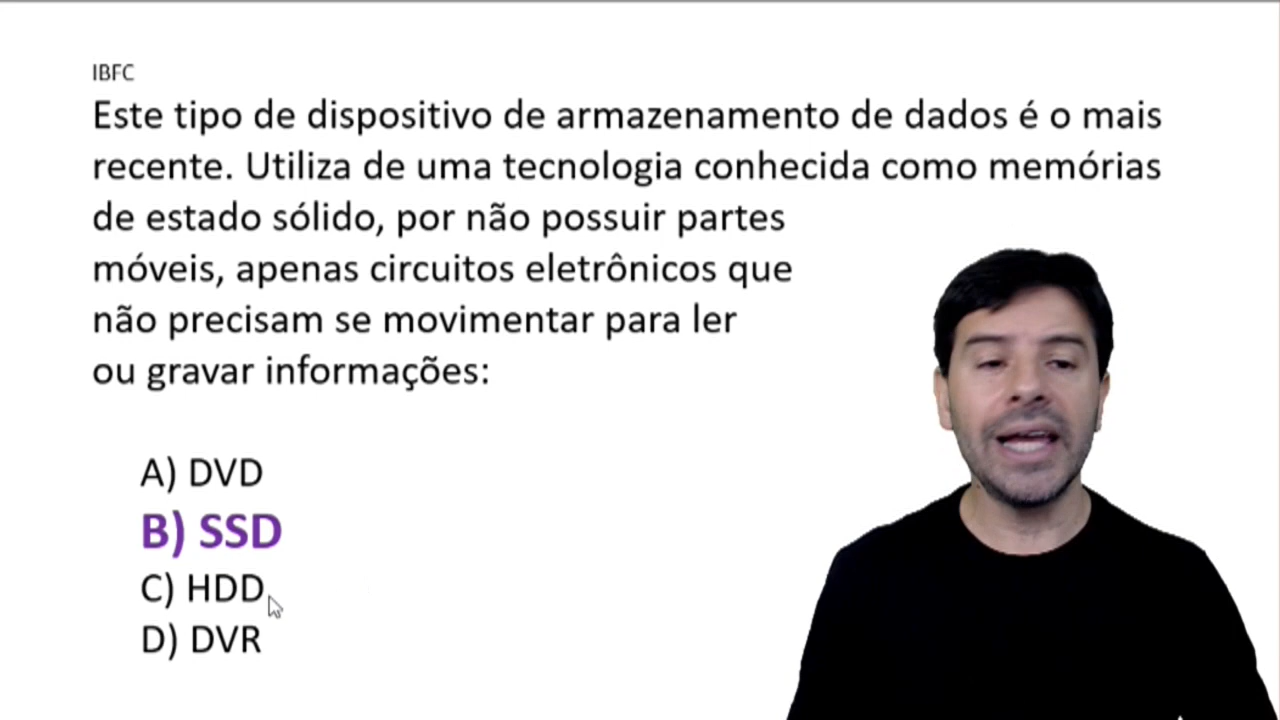 IBFC
Este tipo de dispositivo de armazenamento de dados é o mais
recente. Utiliza de uma tecnologia conhecida como memórias
de estado sólido, por não possuir partes
móveis, apenas circuitos eletrônicos que
não precisam se movimentar para ler
ou gravar informações:
A) DVD
B) SSD
C) HDD
D) DVR